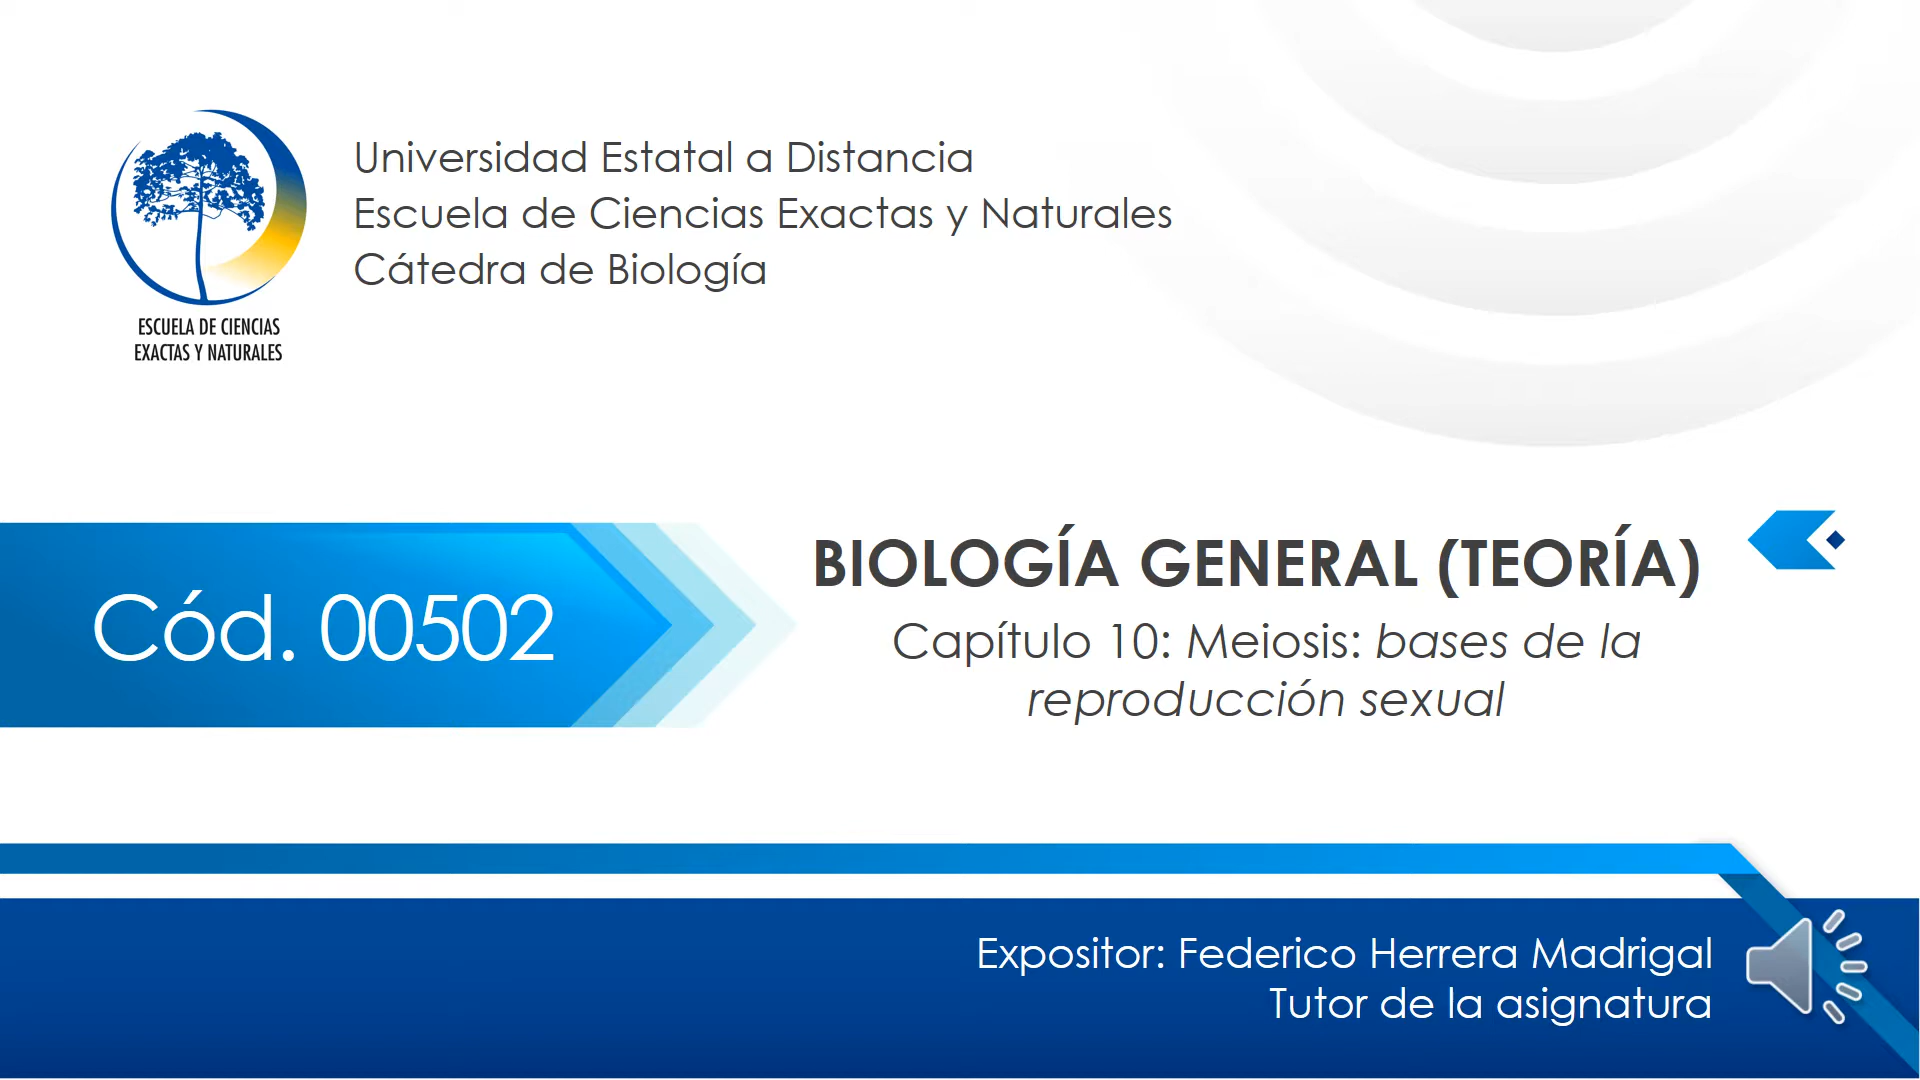 Universidad Estatal a Distancia
Escuela de Ciencias Exactas y Naturales
Cátedra de Biología
ESCUELA DE CIENCIAS
EXACTAS Y NATURALES
Cód. 00502
BIOLOGÍA GENERAL (TEORÍA)
Capítulo 10: Meiosis: bases de la
reproducción sexual
Expositor: Federico Herrera Madrigal
Tutor de la asignatura